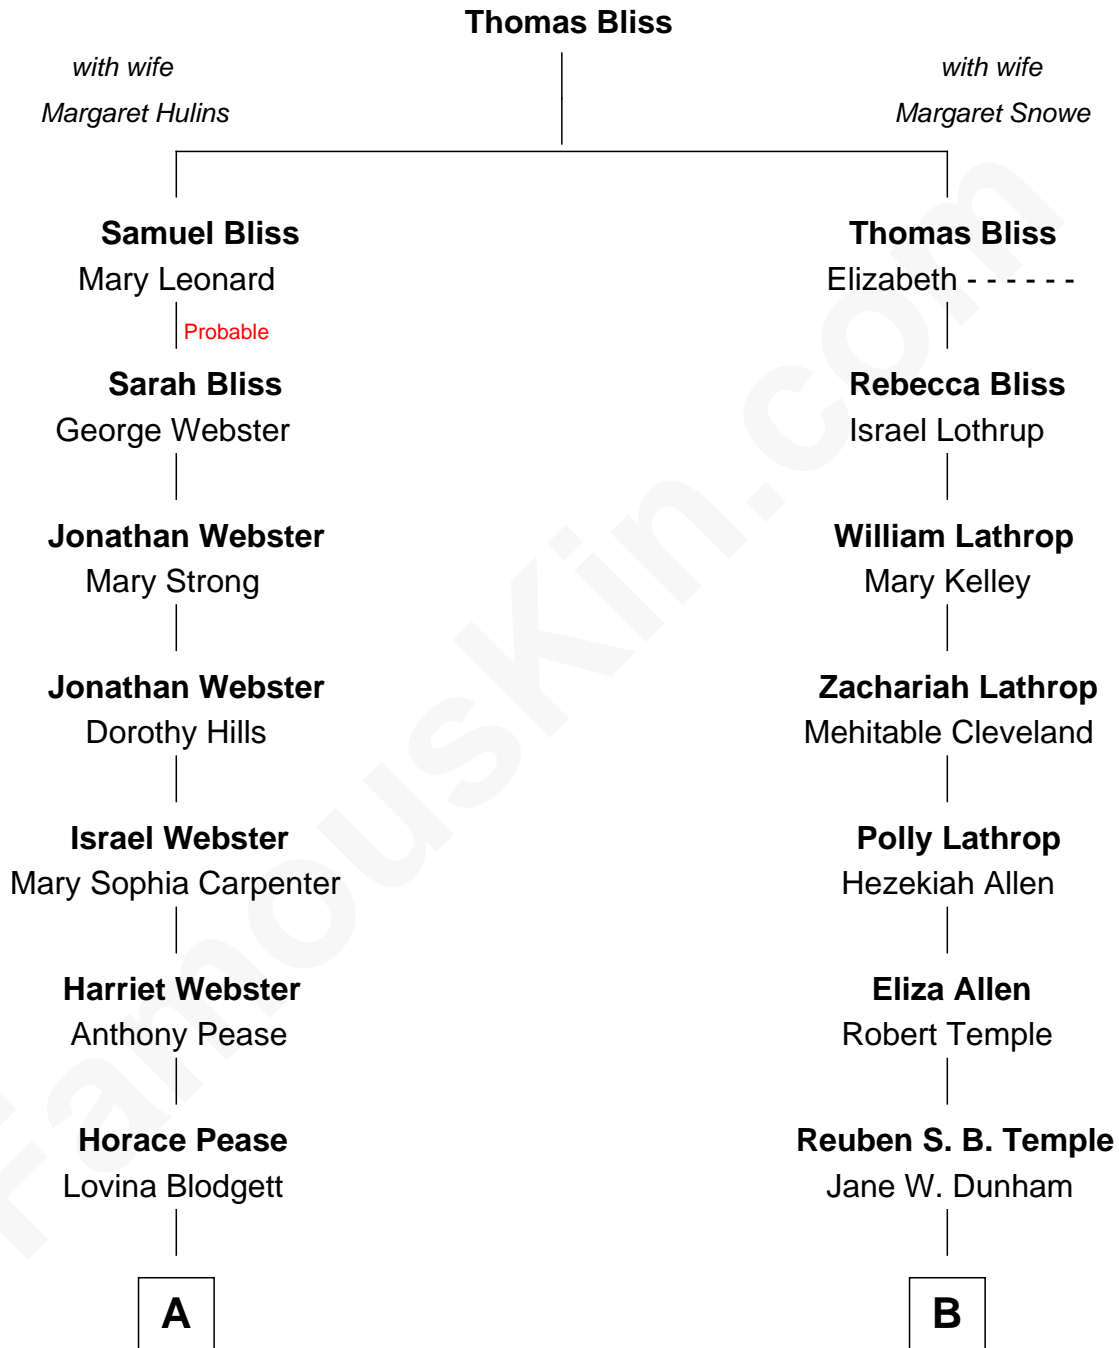 Thomas Bliss
with wife
Margaret Hulins
with wife
Margaret Snowe
Samuel Bliss
Mary Leonard
Probable
Sarah Bliss
George Webster
Jonathan Webster
Mary Strong
Jonathan Webster
Dorothy Hills
Israel Webster
Mary Sophia Carpenter
Harriet Webster
Anthony Pease
Horace Pease
Lovina Blodgett
A
Thomas Bliss
Elizabeth - - - - - -
Rebecca Bliss
Israel Lothrup
William Lathrop
Mary Kelley
Zachariah Lathrop
Mehitable Cleveland
Polly Lathrop
Hezekiah Allen
Eliza Allen
Robert Temple
Reuben S. B. Temple
Jane W. Dunham
B
FamousKin.com